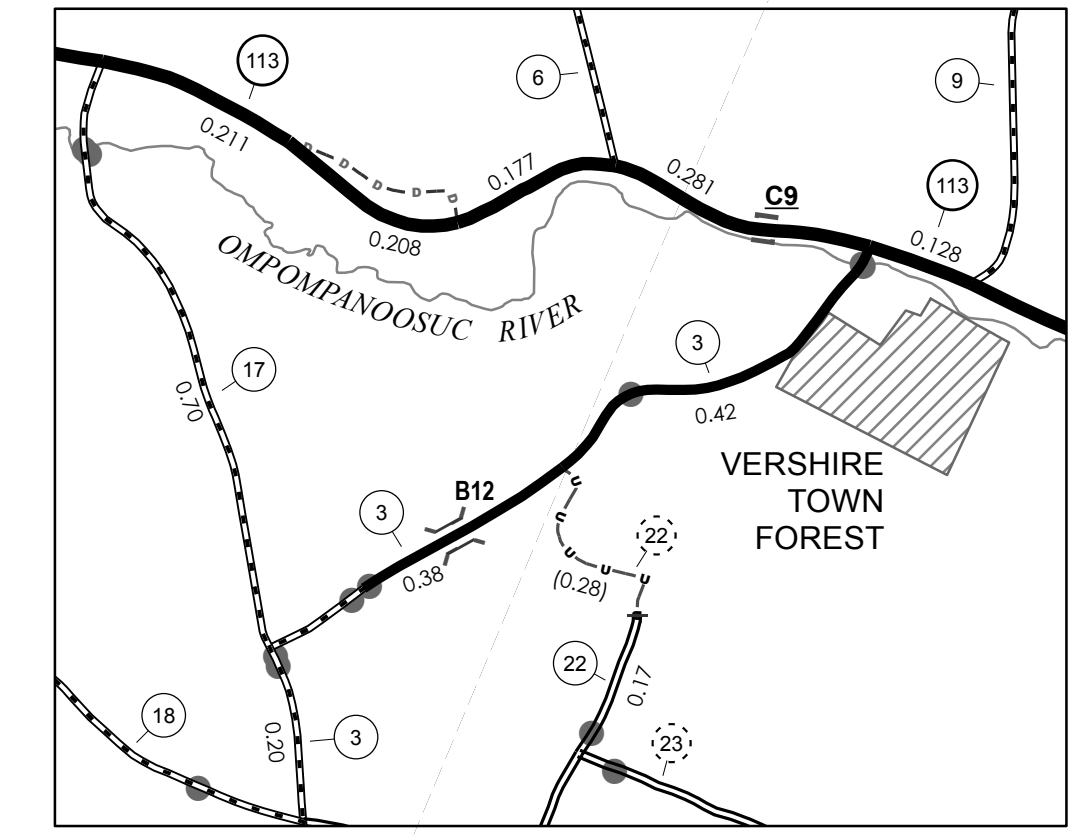 113
6
9
0.211
D D D D D
0.177
0.281
C9
113
0.128
0.208
OMPOMPANOOSUC RIVER
3
17
0.70
0.42
VERSHIRE
TOWN
FOREST
B12
3
0.38
U U U U U
22
(0.28)
22
0.17
18
0.20
3
23